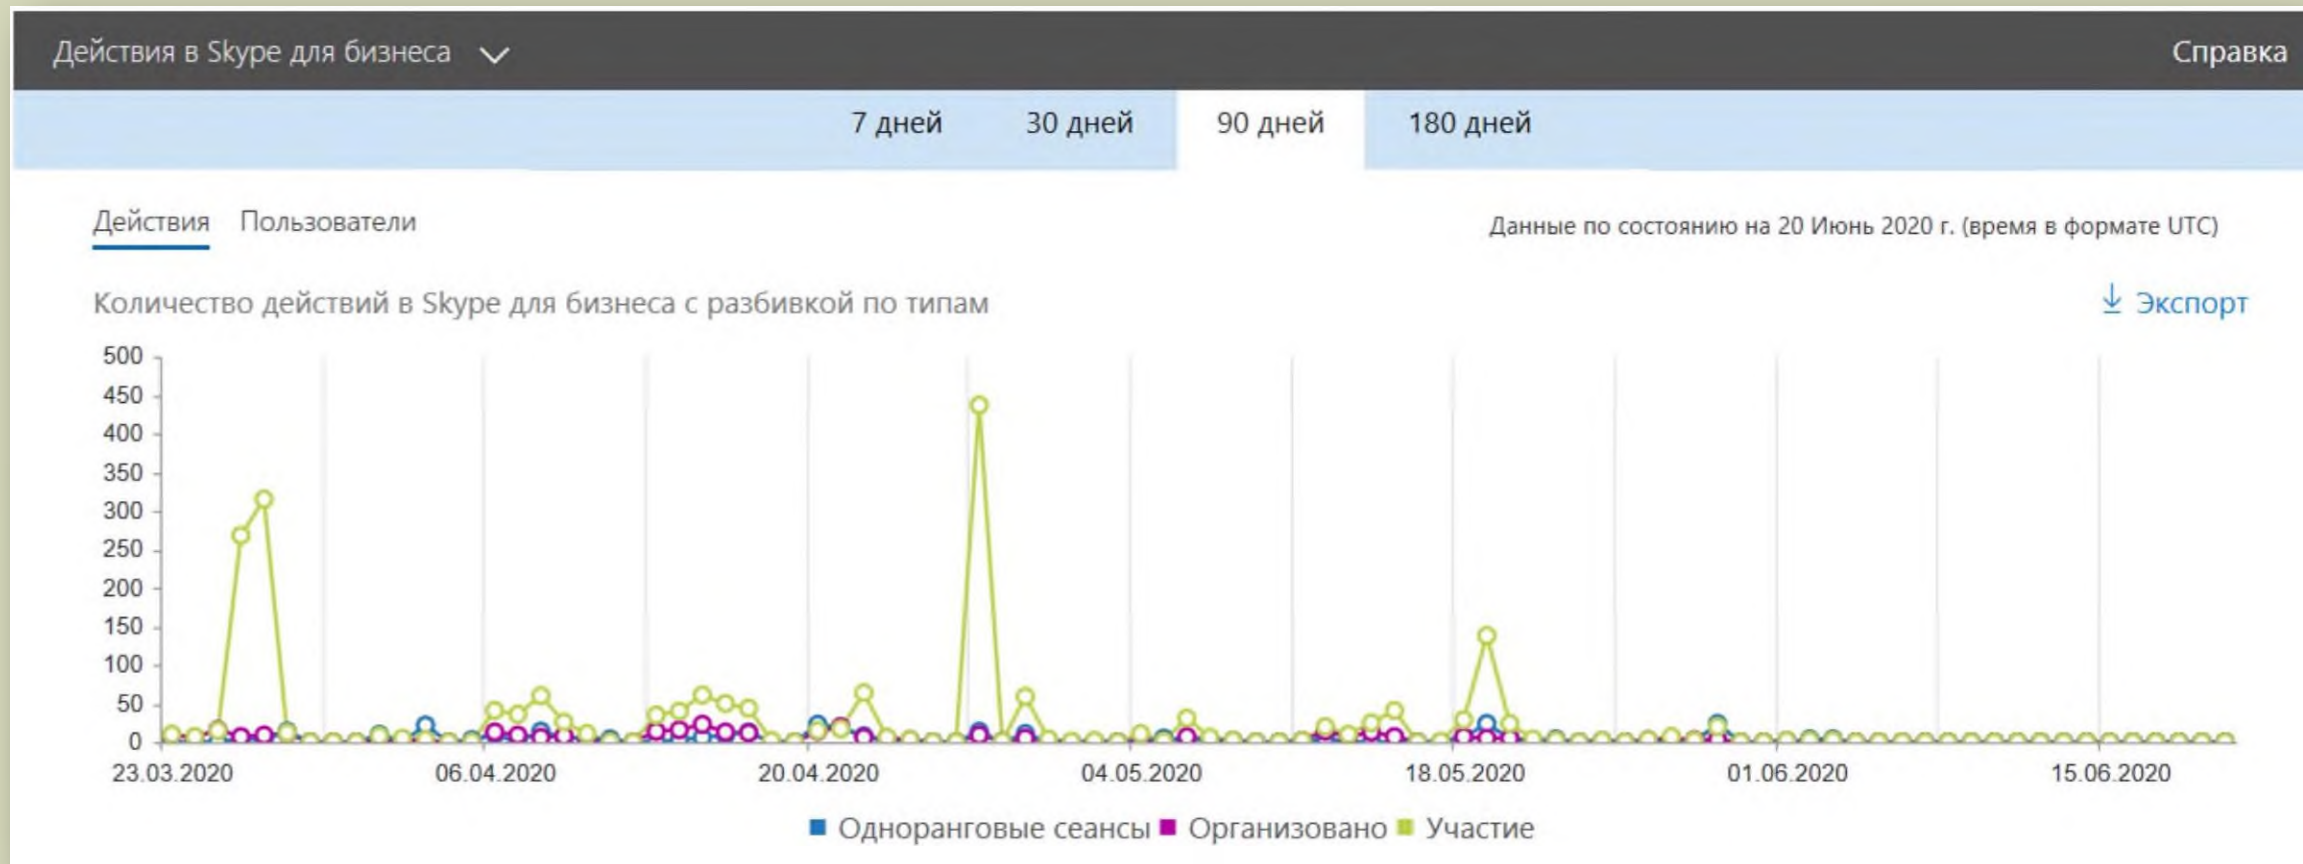 Действия в Skype для бизнеса
Справка
7 дней 30 дней 90 дней 180 дней
Действия Пользователи
Данные по состоянию на 20 Июнь 2020 г. (время в формате UTC)
Количество действий в Skype для бизнеса с разбивкой по типам
Экспорт
500
450
400
350
300
250
200
150
100
50
0
23.03.2020 06.04.2020 20.04.2020 04.05.2020 18.05.2020 01.06.2020 15.06.2020
Одноранговые сеансы Организовано Участие